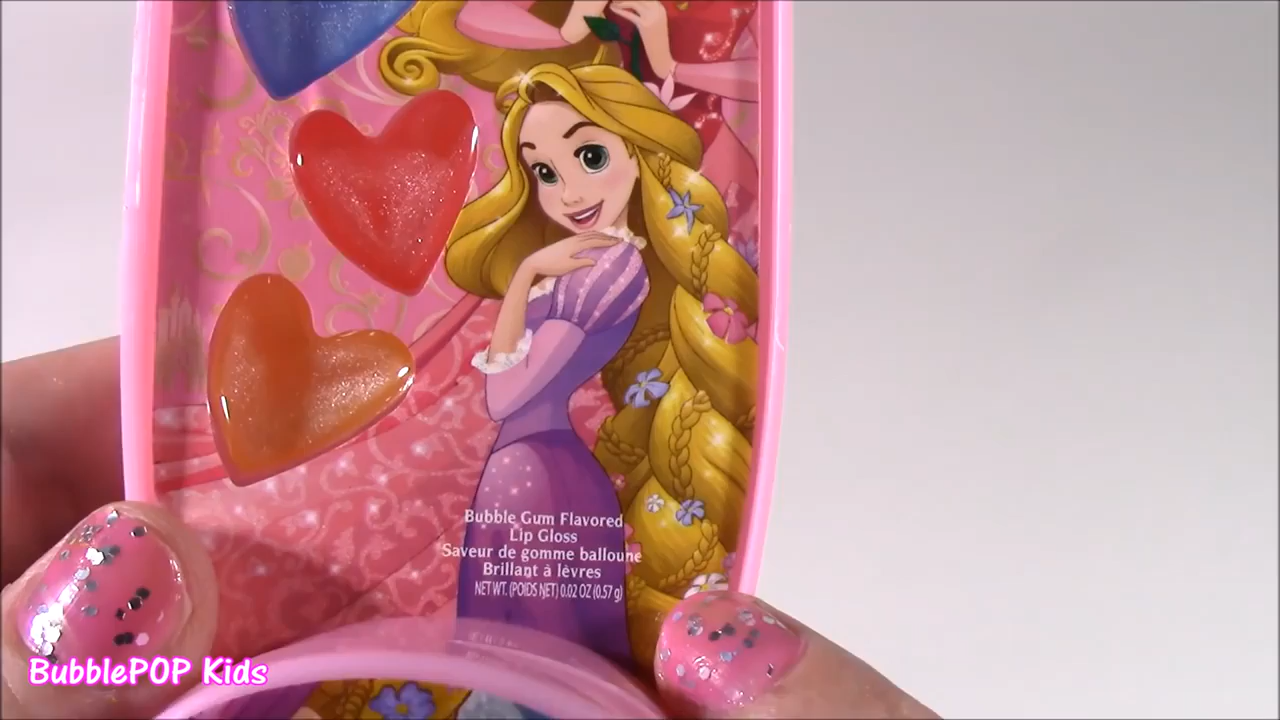 Bubble Gum Flavored
Lip Gloss
Saveur de gomme balloune
Brillant à lèvres
NET WT. (POIDS NET) 0.02 OZ (0.57 g)
BubblePOP Kids